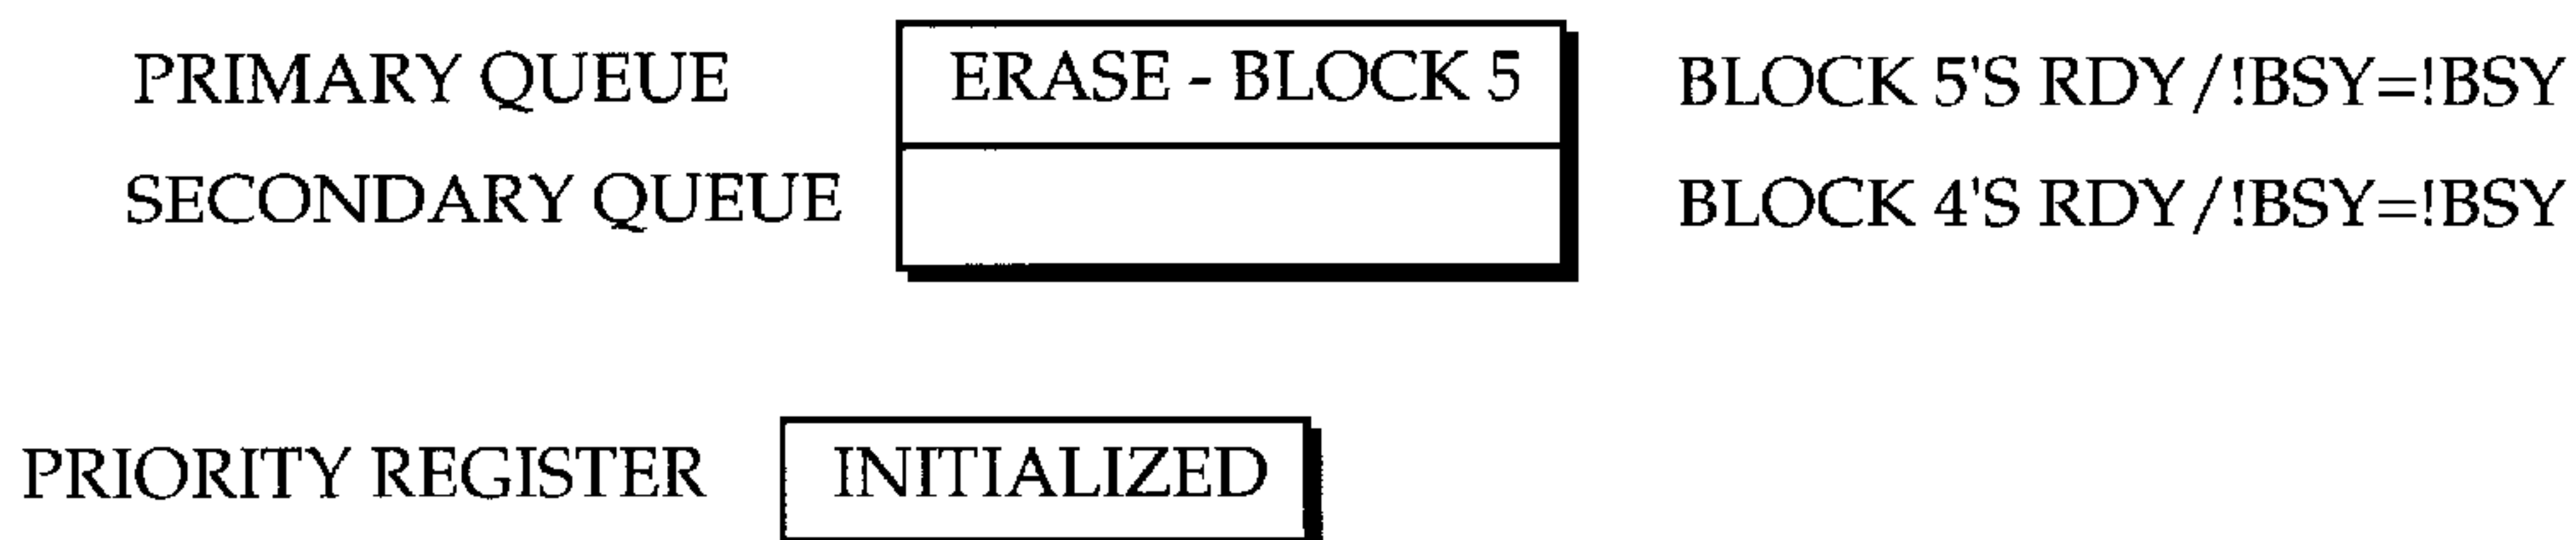 PRIMARY QUEUE ERASE - BLOCK 5 BLOCK 5'S RDY/!BSY=!BSY
SECONDARY QUEUE BLOCK 4'S RDY/!BSY=!BSY
PRIORITY REGISTER INITIALIZED